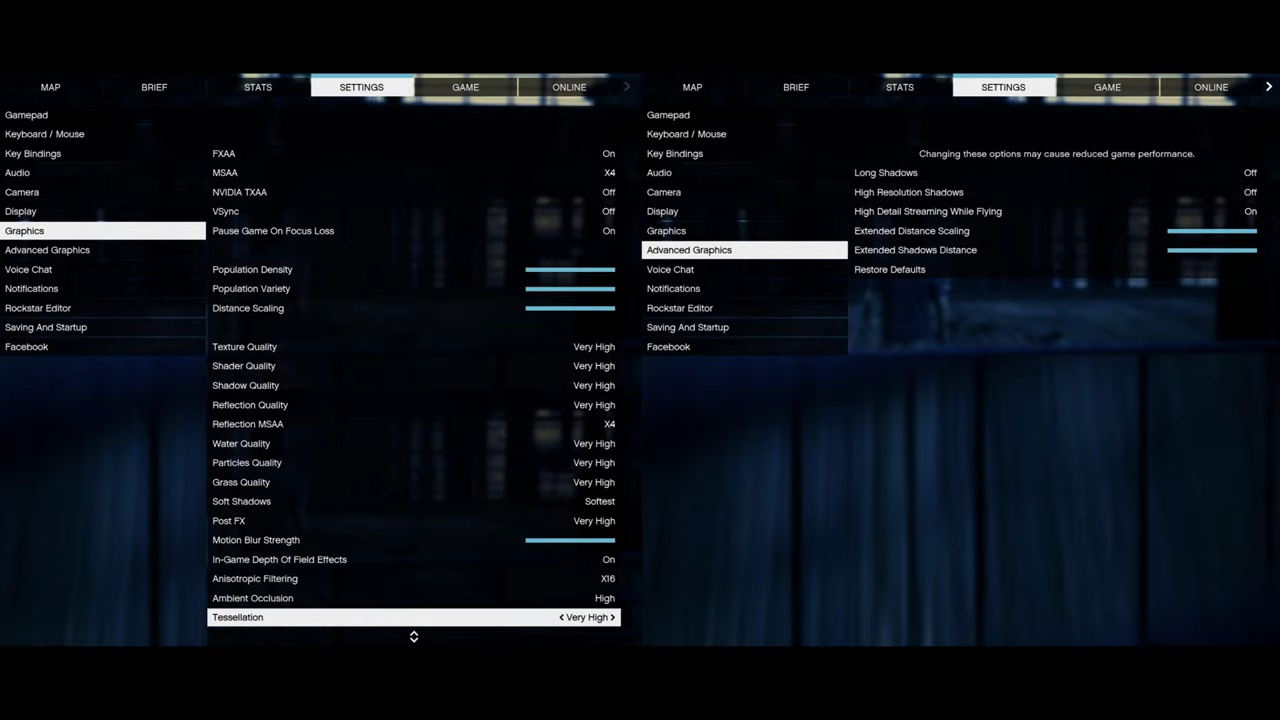 MAP BRIEF STATS SETTINGS GAME ONLINE
Gamepad
Keyboard / Mouse
Key Bindings
Audio
Camera
Display
Graphics
Advanced Graphics
Voice Chat
Notifications
Rockstar Editor
Saving And Startup
Facebook
FXAA On
MSAA X4
NVIDIA TXAA Off
VSync Off
Pause Game On Focus Loss On
Population Density
Population Variety
Distance Scaling
Texture Quality Very High
Shader Quality Very High
Shadow Quality Very High
Reflection Quality Very High
Reflection MSAA X4
Water Quality Very High
Particles Quality Very High
Grass Quality Very High
Soft Shadows Softest
Post FX Very High
Motion Blur Strength
In-Game Depth Of Field Effects On
Anisotropic Filtering X16
Ambient Occlusion High
Tessellation Very High
MAP BRIEF STATS SETTINGS GAME ONLINE
Gamepad
Keyboard / Mouse
Key Bindings
Audio
Camera
Display
Graphics
Advanced Graphics
Voice Chat
Notifications
Rockstar Editor
Saving And Startup
Facebook
Changing these options may cause reduced game performance.
Long Shadows Off
High Resolution Shadows Off
High Detail Streaming While Flying On
Extended Distance Scaling
Extended Shadows Distance
Restore Defaults